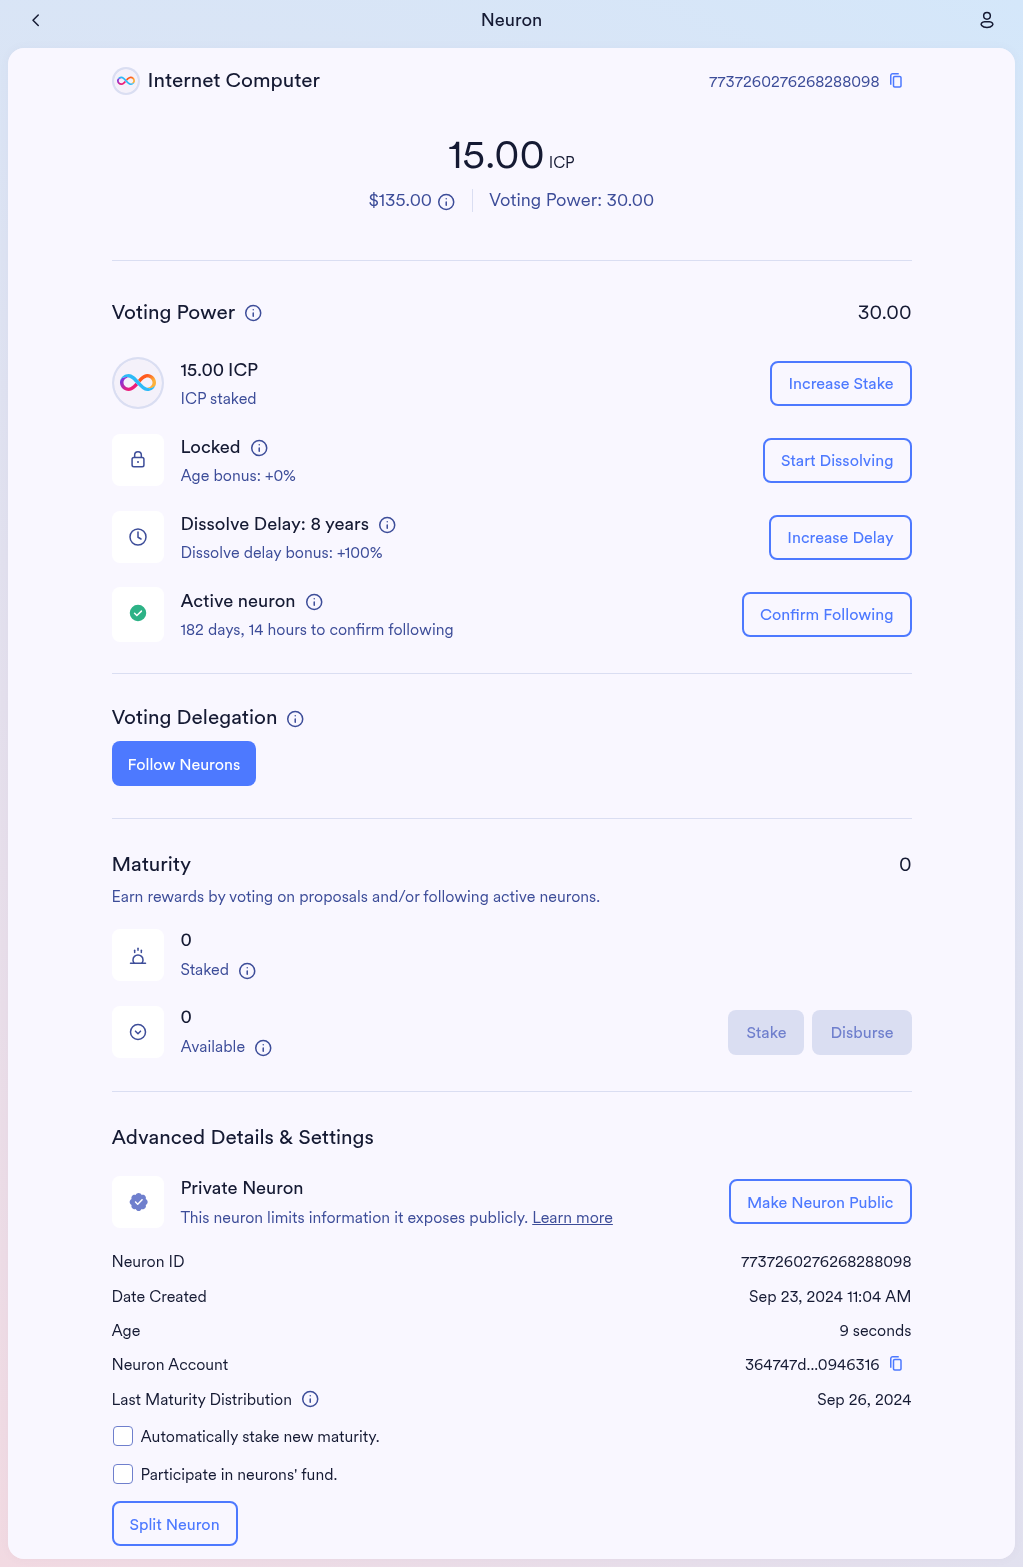 Neuron
Internet Computer
7737260276268288098
15.00 ICP
$135.00
Voting Power: 30.00
Voting Power
30.00
15.00 ICP
ICP staked
Increase Stake
Locked
Age bonus: +0%
Start Dissolving
Dissolve Delay: 8 years
Dissolve delay bonus: +100%
Increase Delay
Active neuron
182 days, 14 hours to confirm following
Confirm Following
Voting Delegation
Follow Neurons
Maturity
0
Earn rewards by voting on proposals and/or following active neurons.
0
Staked
0
Available
Stake
Disburse
Advanced Details & Settings
Private Neuron
This neuron limits information it exposes publicly. Learn more
Make Neuron Public
Neuron ID
7737260276268288098
Date Created
Sep 23, 2024 11:04 AM
Age
9 seconds
Neuron Account
364747d...0946316
Last Maturity Distribution
Sep 26, 2024
Automatically stake new maturity.
Participate in neurons' fund.
Split Neuron